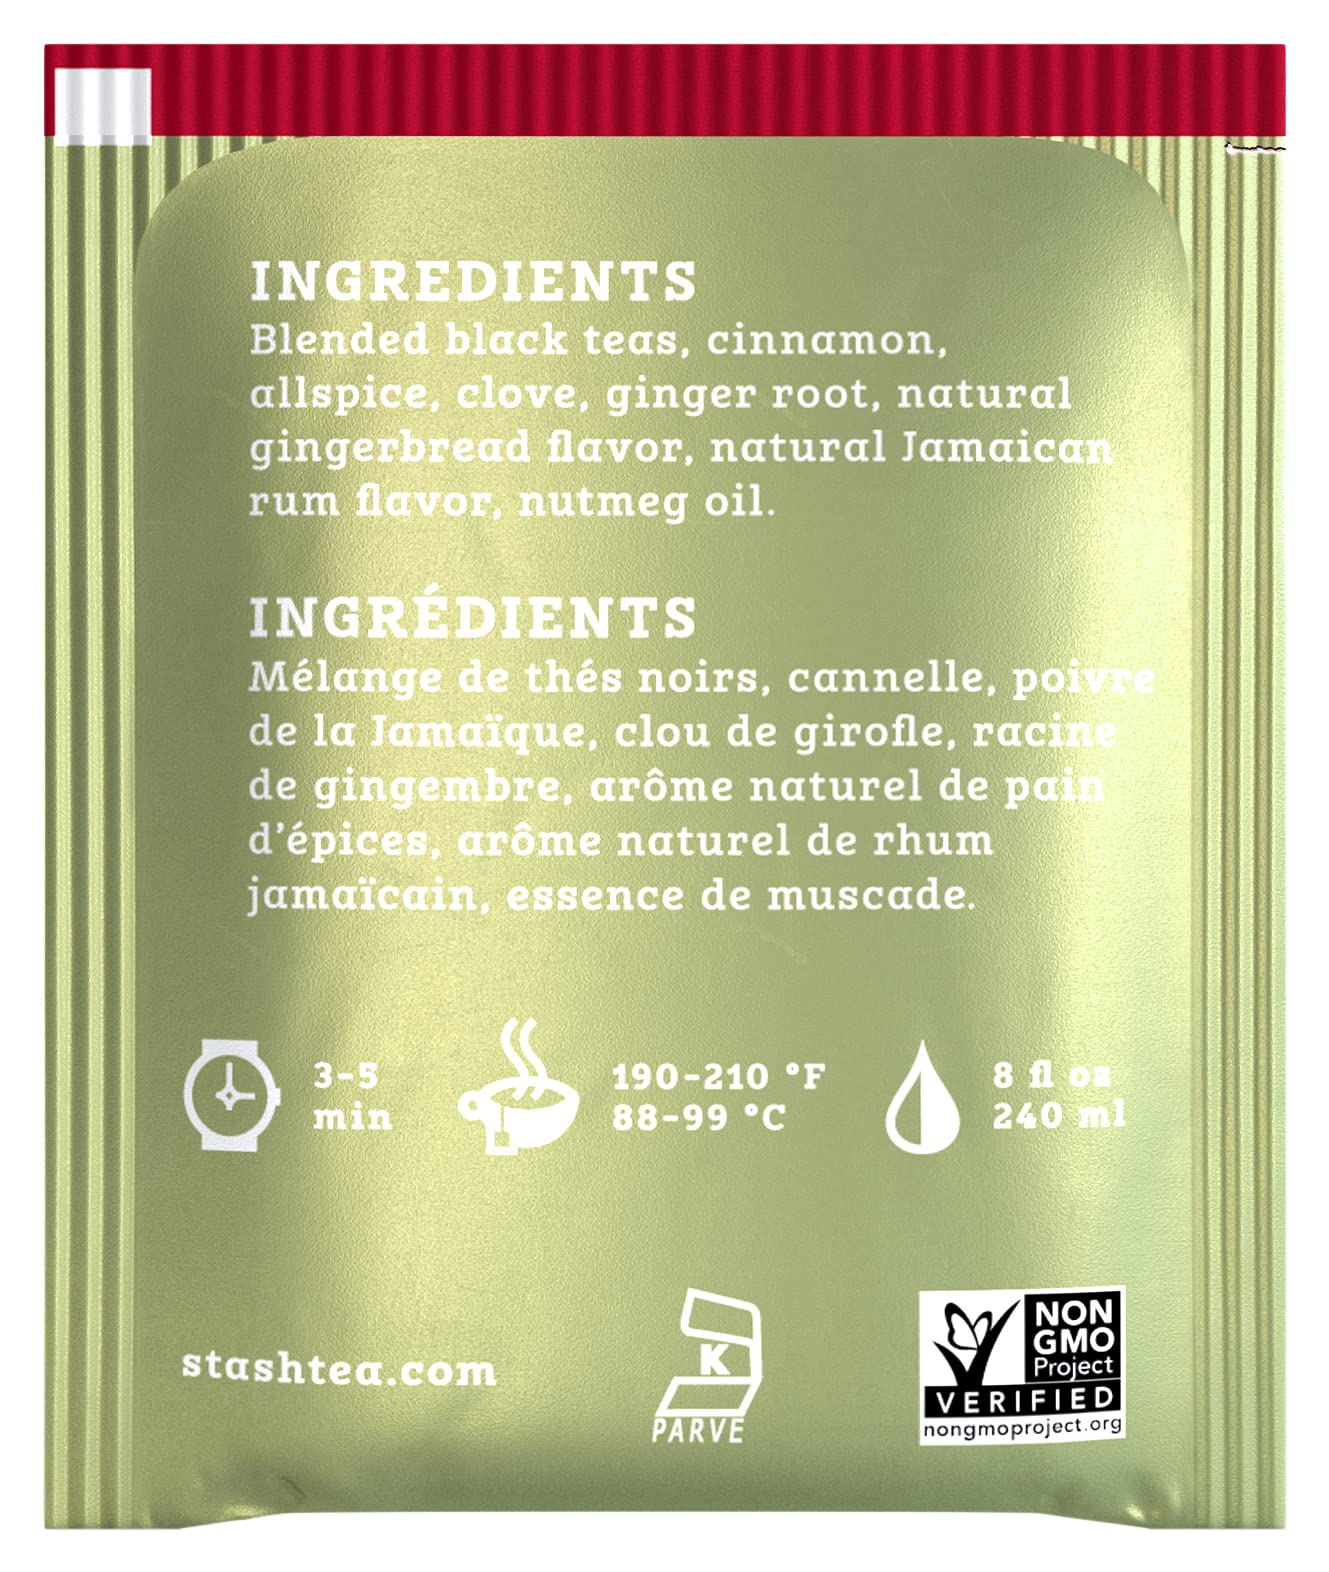 INGREDIENTS
Blended black teas, cinnamon,
allspice, clove, ginger root, natural
gingerbread flavor, natural Jamaican
rum flavor, nutmeg oil.
INGRÉDIENTS
Mélange de thés noirs, cannelle, poivre
de la Jamaïque, clou de girofle, racine
de gingembre, arôme naturel de pain
d'épices, arôme naturel de rhum
jamaïcain, essence de muscade.
3-5
min
190-210 °F
88-99 °C
8 fl oz
240 ml
stashtea.com
K
PARVE
NON
GMO
Project
VERIFIED
nongmoproject.org